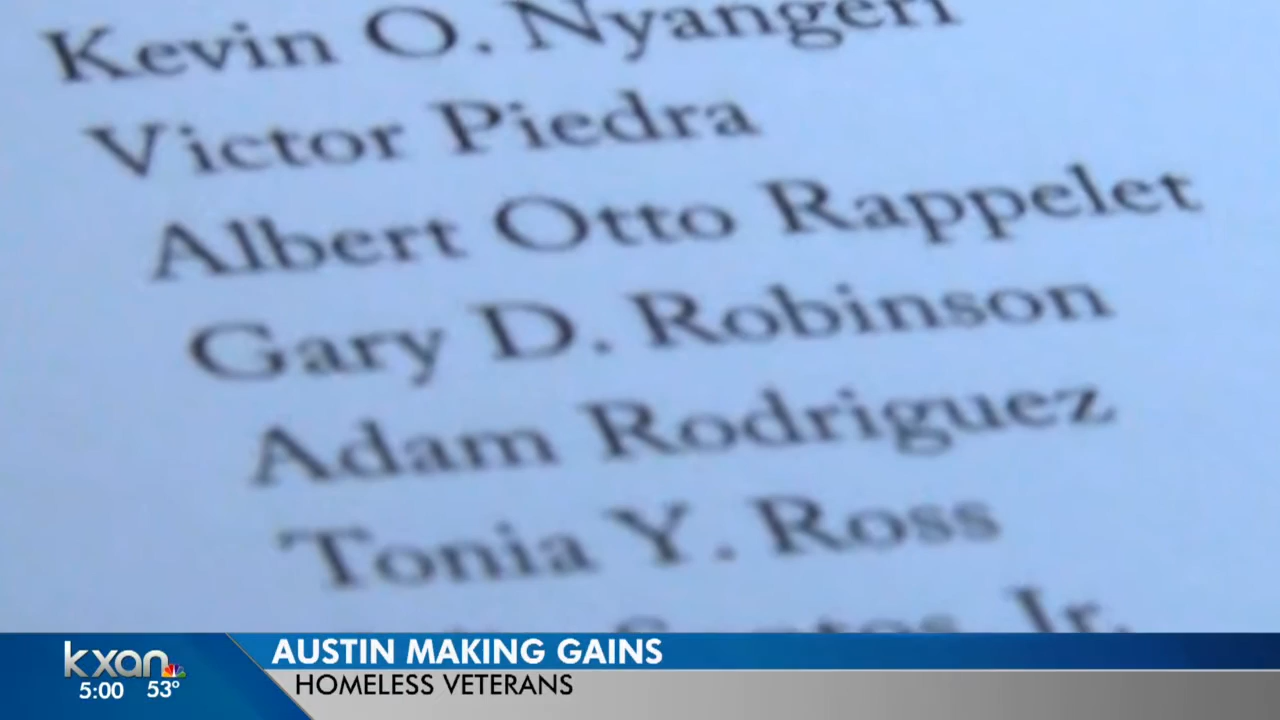 Kevin O. Nyangeri
Victor Piedra
Albert Otto Rappelet
Gary D. Robinson
Adam Rodriguez
Tonia Y. Ross
Jr.
kxan
5:00 53°
AUSTIN MAKING GAINS
HOMELESS VETERANS